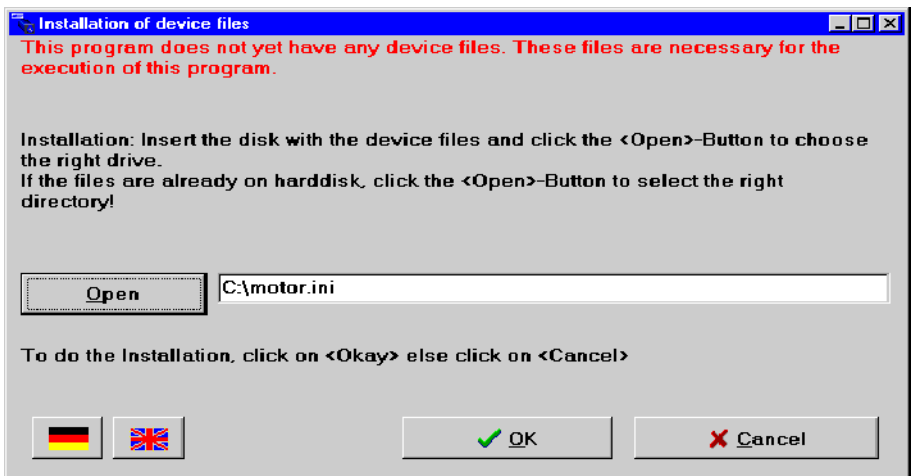 Installation of device files
This program does not yet have any device files. These files are necessary for the
execution of this program.
Installation: Insert the disk with the device files and click the <Open>-Button to choose
the right drive.
If the files are already on harddisk, click the <Open>-Button to select the right
directory!
Open
C:\motor.ini
To do the Installation, click on <Okay> else click on <Cancel>
OK
Cancel